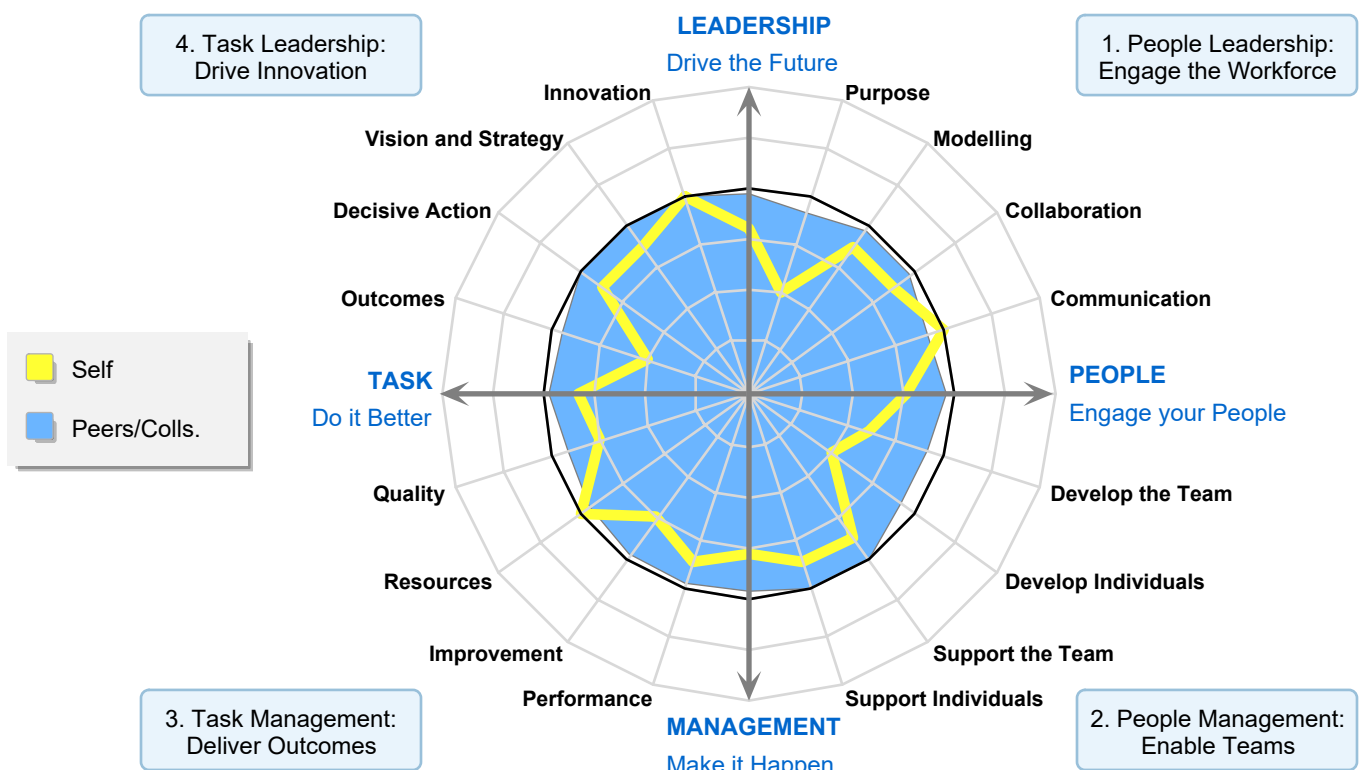 LEADERSHIP
Drive the Future
4. Task Leadership:
Drive Innovation
1. People Leadership:
Engage the Workforce
Innovation
Purpose
Vision and Strategy
Modelling
Decisive Action
Collaboration
Outcomes
Communication
Self
Peers/Colls.
TASK
Do it Better
PEOPLE
Engage your People
Quality
Develop the Team
Resources
Develop Individuals
Improvement
Support the Team
Performance
Support Individuals
3. Task Management:
Deliver Outcomes
MANAGEMENT
Make it Happen
2. People Management:
Enable Teams